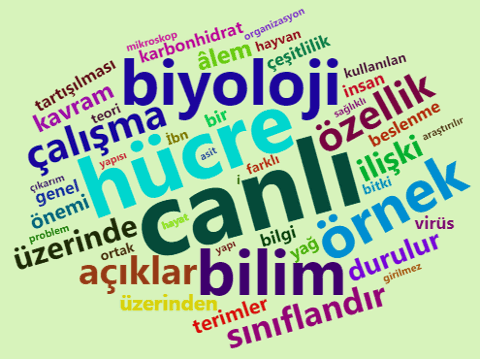 organizasyon
mikroskop
karbonhidrat
hayvan
âlem
çeşitlilik
tartışılması
kavram
biyoloji
kullanılan
insan
teori
çalışma
sağlıklı
özellik
bir
İbn
hücre
beslenme
araştırılır
yapısı
asit
farklı
ilişki
çıkarım
genel
i
canlı
bitki
önemi
problem
üzerinde
hayat
örnek
ortak
yapı
bilgi
yağ
virüs
açıklar
bilim
durulur
girilmez
üzerinden
terimler
sınıflandır